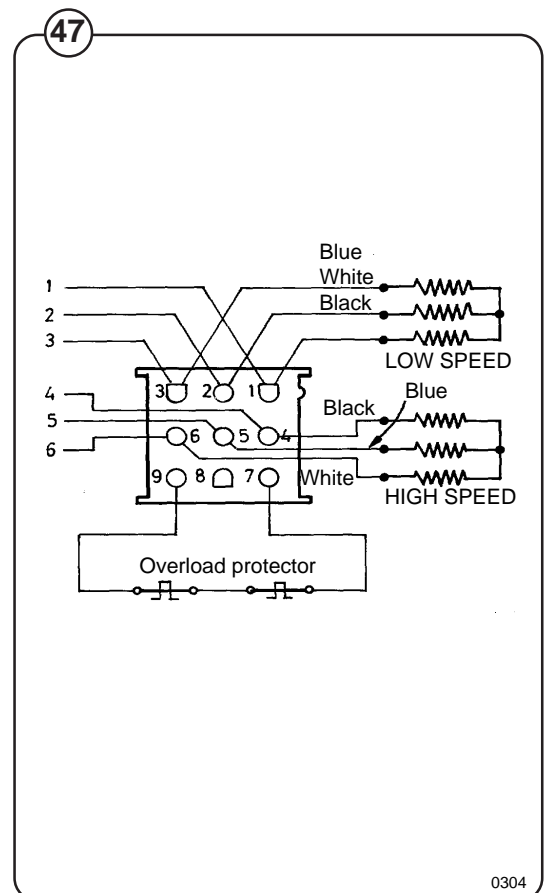 47
Blue
1
White
2
Black
3
LOW SPEED
3 2 1
4
Black
Blue
5
6 5 4
6
White
9 8 7
HIGH SPEED
Overload protector
0304